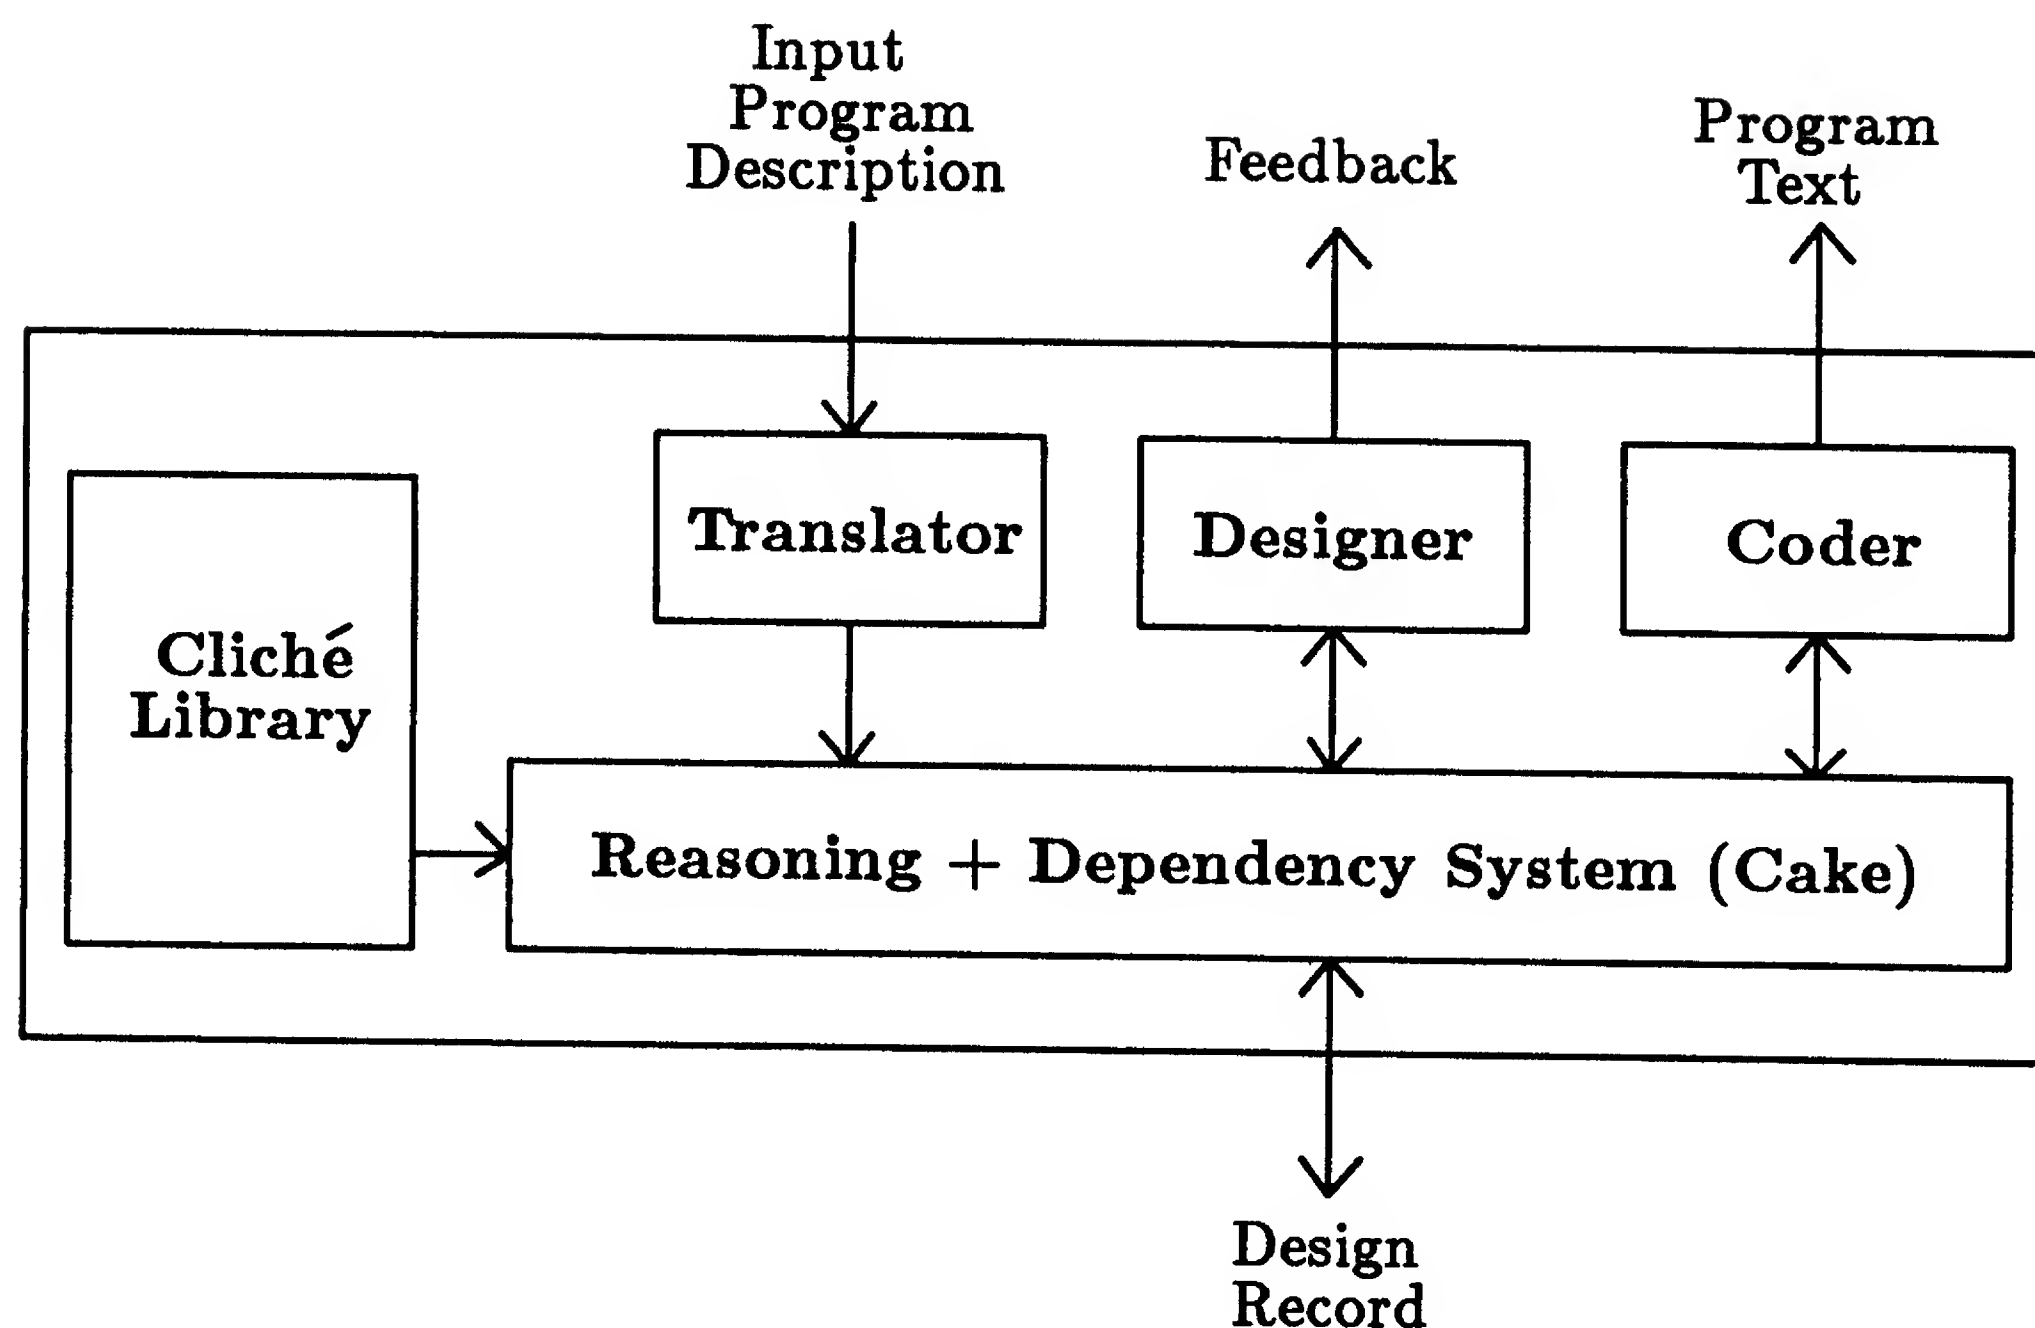 Input
Program
Description
Feedback
Program
Text
Translator
Designer
Coder
Cliché
Library
Reasoning + Dependency System (Cake)
Design
Record